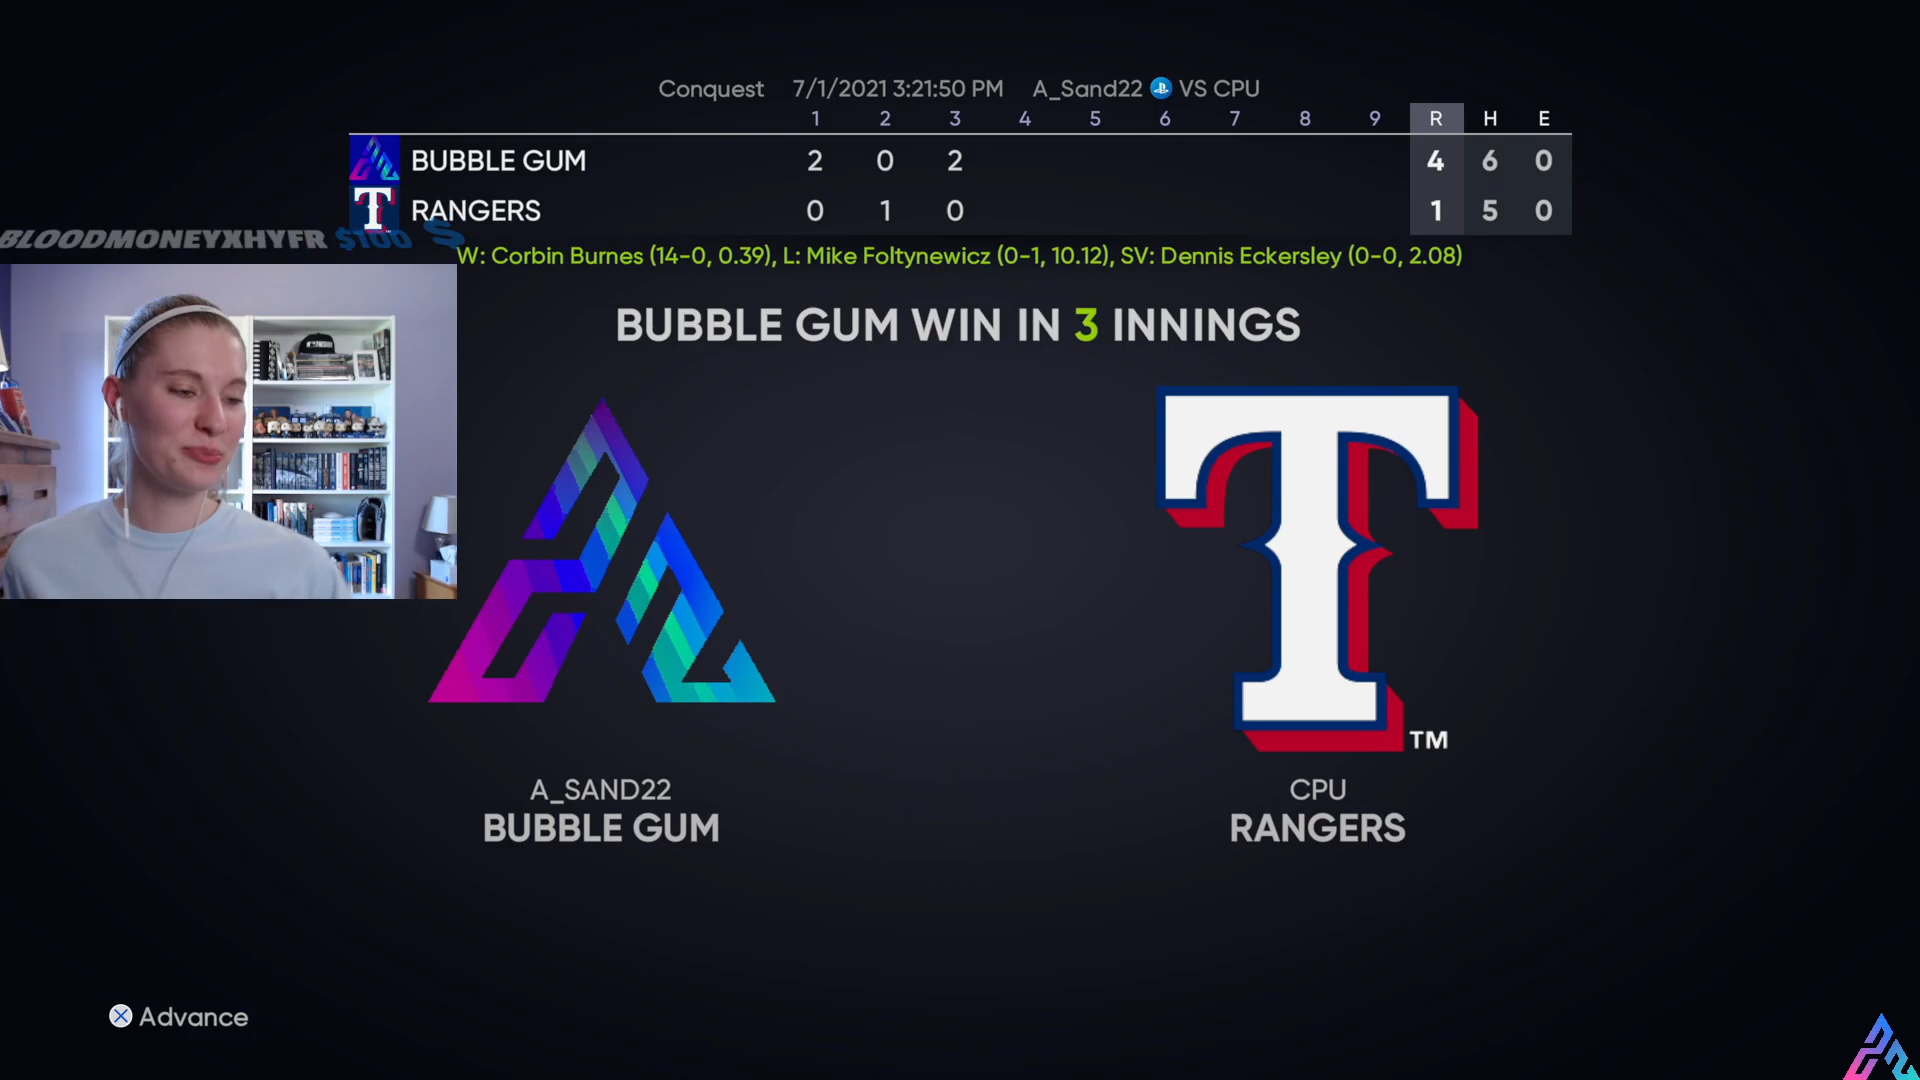 Conquest 7/1/2021 3:21:50 PM A_Sand22 VS CPU
1 2 3 4 5 6 7 8 9 R H E
BUBBLE GUM 2 0 2 4 6 0
T RANGERS 0 1 0 1 5 0
BLOODMONEYXHYFR $100 $
W: Corbin Burnes (14-0, 0.39), L: Mike Foltynewicz (0-1, 10.12), SV: Dennis Eckersley (0-0, 2.08)
BUBBLE GUM WIN IN 3 INNINGS
T
TM
A_SAND22
BUBBLE GUM
CPU
RANGERS
Advance